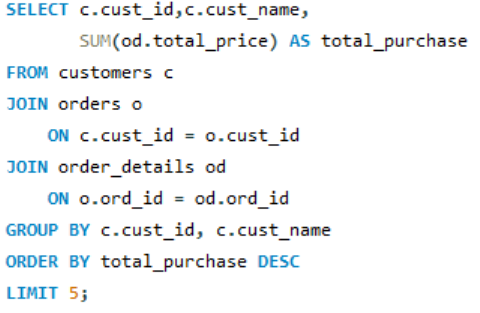 SELECT c.cust_id,c.cust_name,
SUM(od.total_price) AS total_purchase
FROM customers c
JOIN orders o
ON c.cust_id = o.cust_id
JOIN order_details od
ON o.ord_id = od.ord_id
GROUP BY c.cust_id, c.cust_name
ORDER BY total_purchase DESC
LIMIT 5;